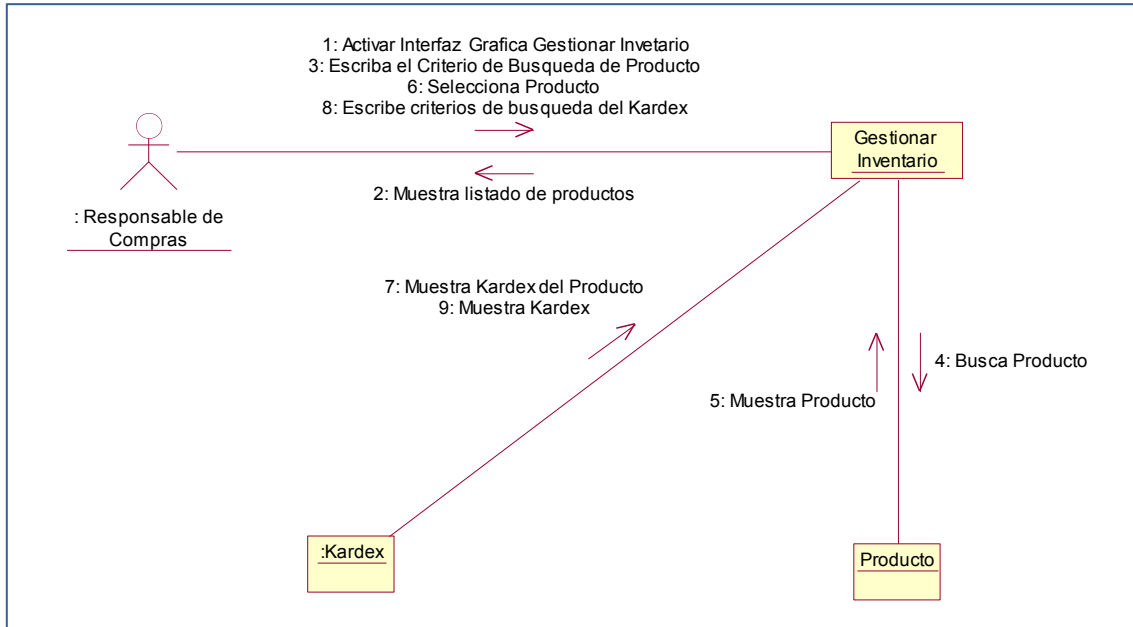 1: Activar Interfaz Grafica Gestionar Invetario
3: Escriba el Criterio de Busqueda de Producto
6: Selecciona Producto
8: Escribe criterios de busqueda del Kardex
Gestionar
Inventario
2: Muestra listado de productos
: Responsable de
Compras
7: Muestra Kardex del Producto
9: Muestra Kardex
4: Busca Producto
5: Muestra Producto
:Kardex
Producto